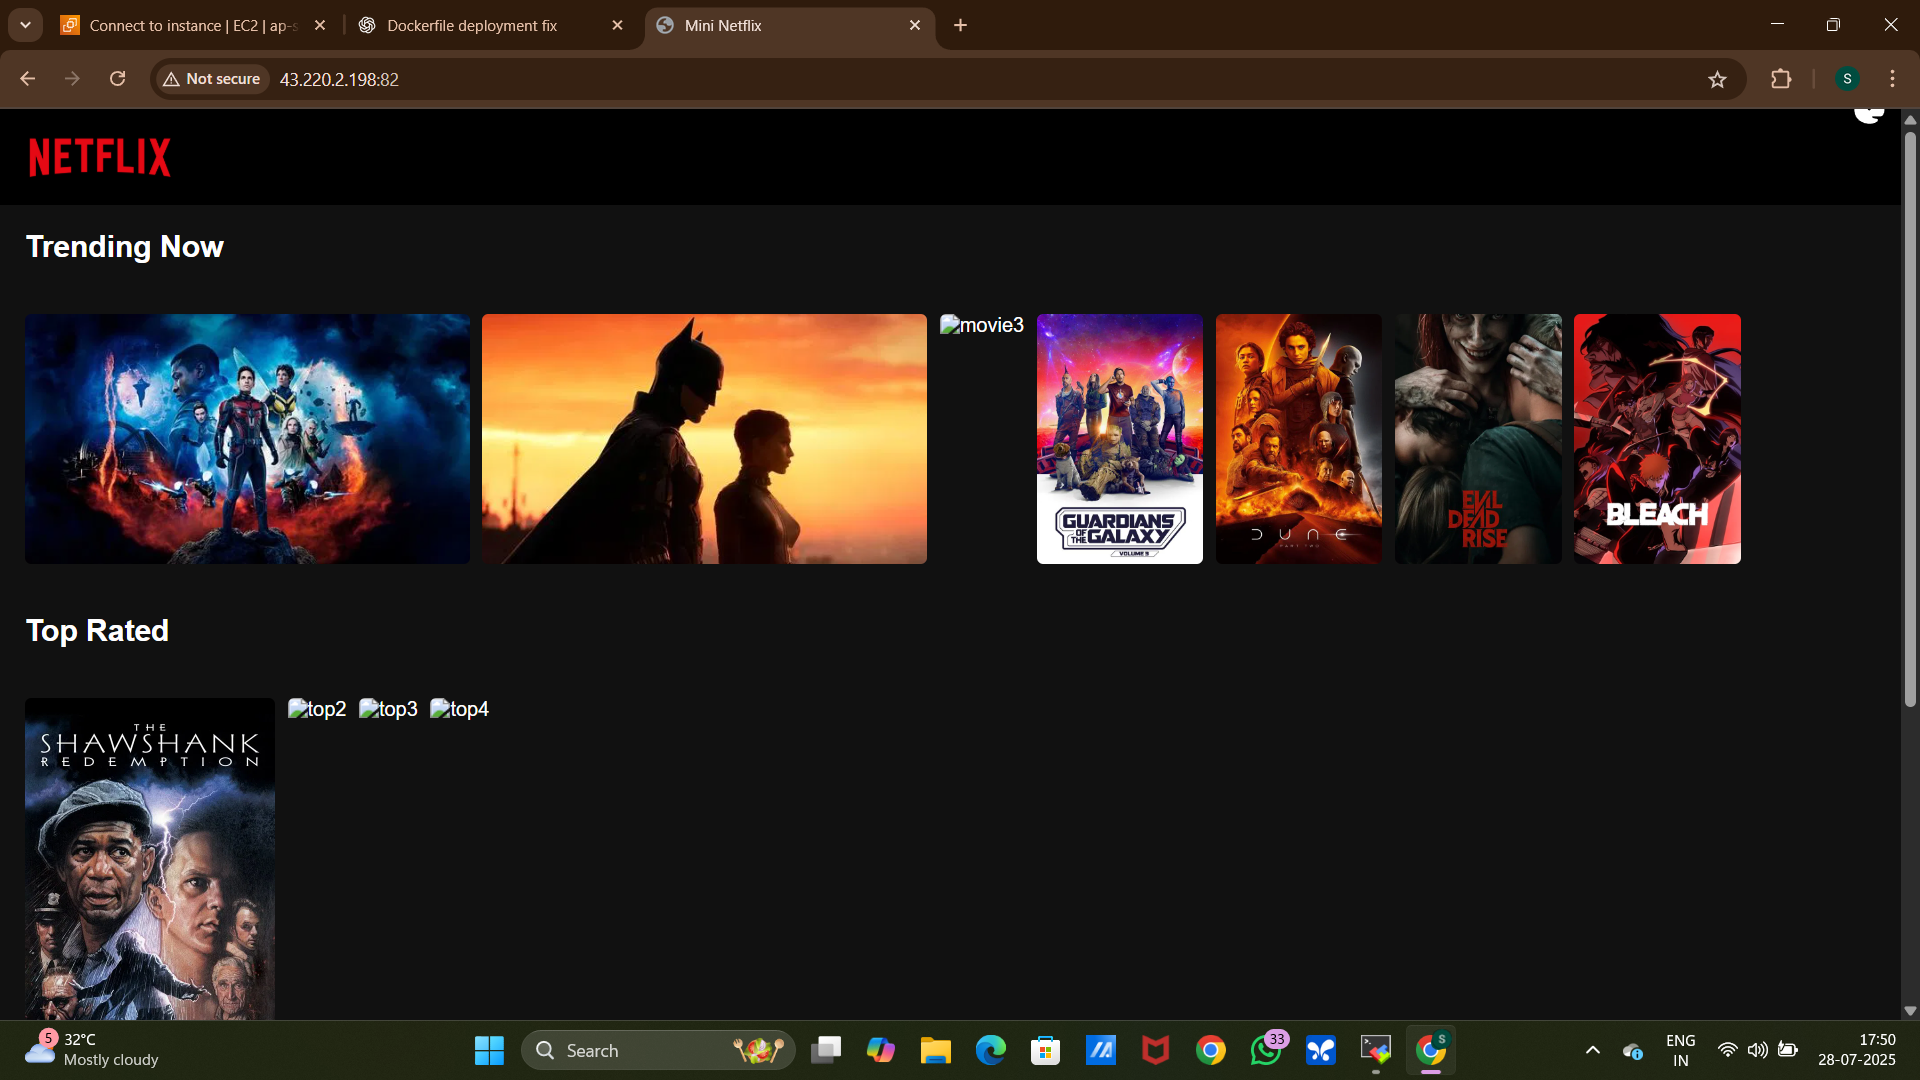 Connect to instance | EC2 | ap-s
Dockerfile deployment fix
Mini Netflix
Not secure
43.220.2.198:82
S
NETFLIX
Trending Now
movie3
GUARDIANS
OF THE GALAXY
VOLUME 3
DUNE
PART TWO
EVIL
DEAD
RISE
BLEACH
Top Rated
THE
SHAWSHANK
REDEMPTION
top2
top3
top4
5
32°C
Mostly cloudy
Search
33
S
ENG
IN
17:50
28-07-2025